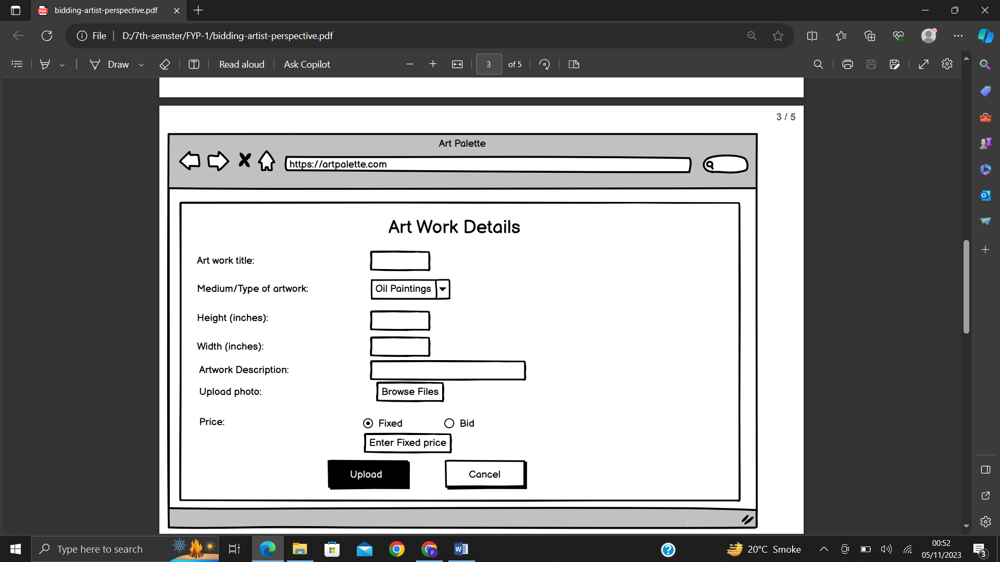 bidding-artist-perspective.pdf
File D:/7th-semster/FYP-1/bidding-artist-perspective.pdf
Draw Read aloud Ask Copilot 3 of 5
3 / 5
Art Palette
https://artpalette.com
Art Work Details
Art work title:
Medium/Type of artwork: Oil Paintings
Height (inches):
Width (inches):
Artwork Description:
Upload photo: Browse Files
Price: Fixed Bid
Enter Fixed price
Upload Cancel
Type here to search 20°C Smoke 00:52
05/11/2023 3